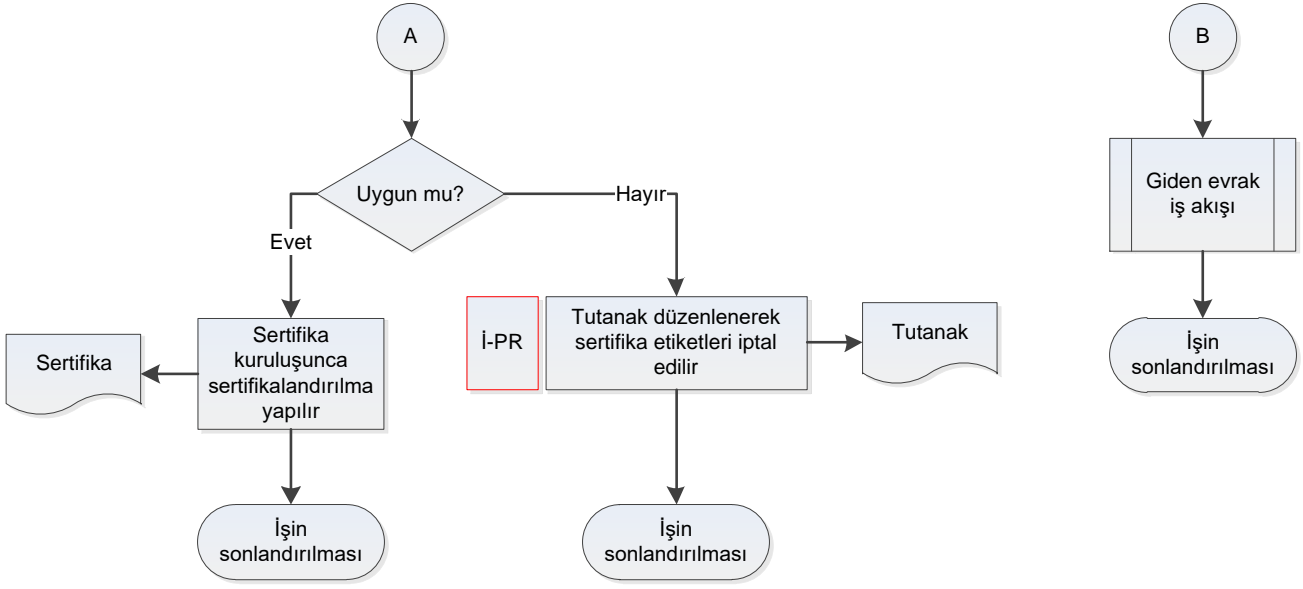 A
B
Uygun mu?
Hayır
Evet
Giden evrak
iş akışı
Sertifika
Sertifika
kuruluşunca
sertifikalandırılma
yapılır
İ-PR
Tutanak düzenlenerek
sertifika etiketleri iptal
edilir
Tutanak
İşin
sonlandırılması
İşin
sonlandırılması
İşin
sonlandırılması